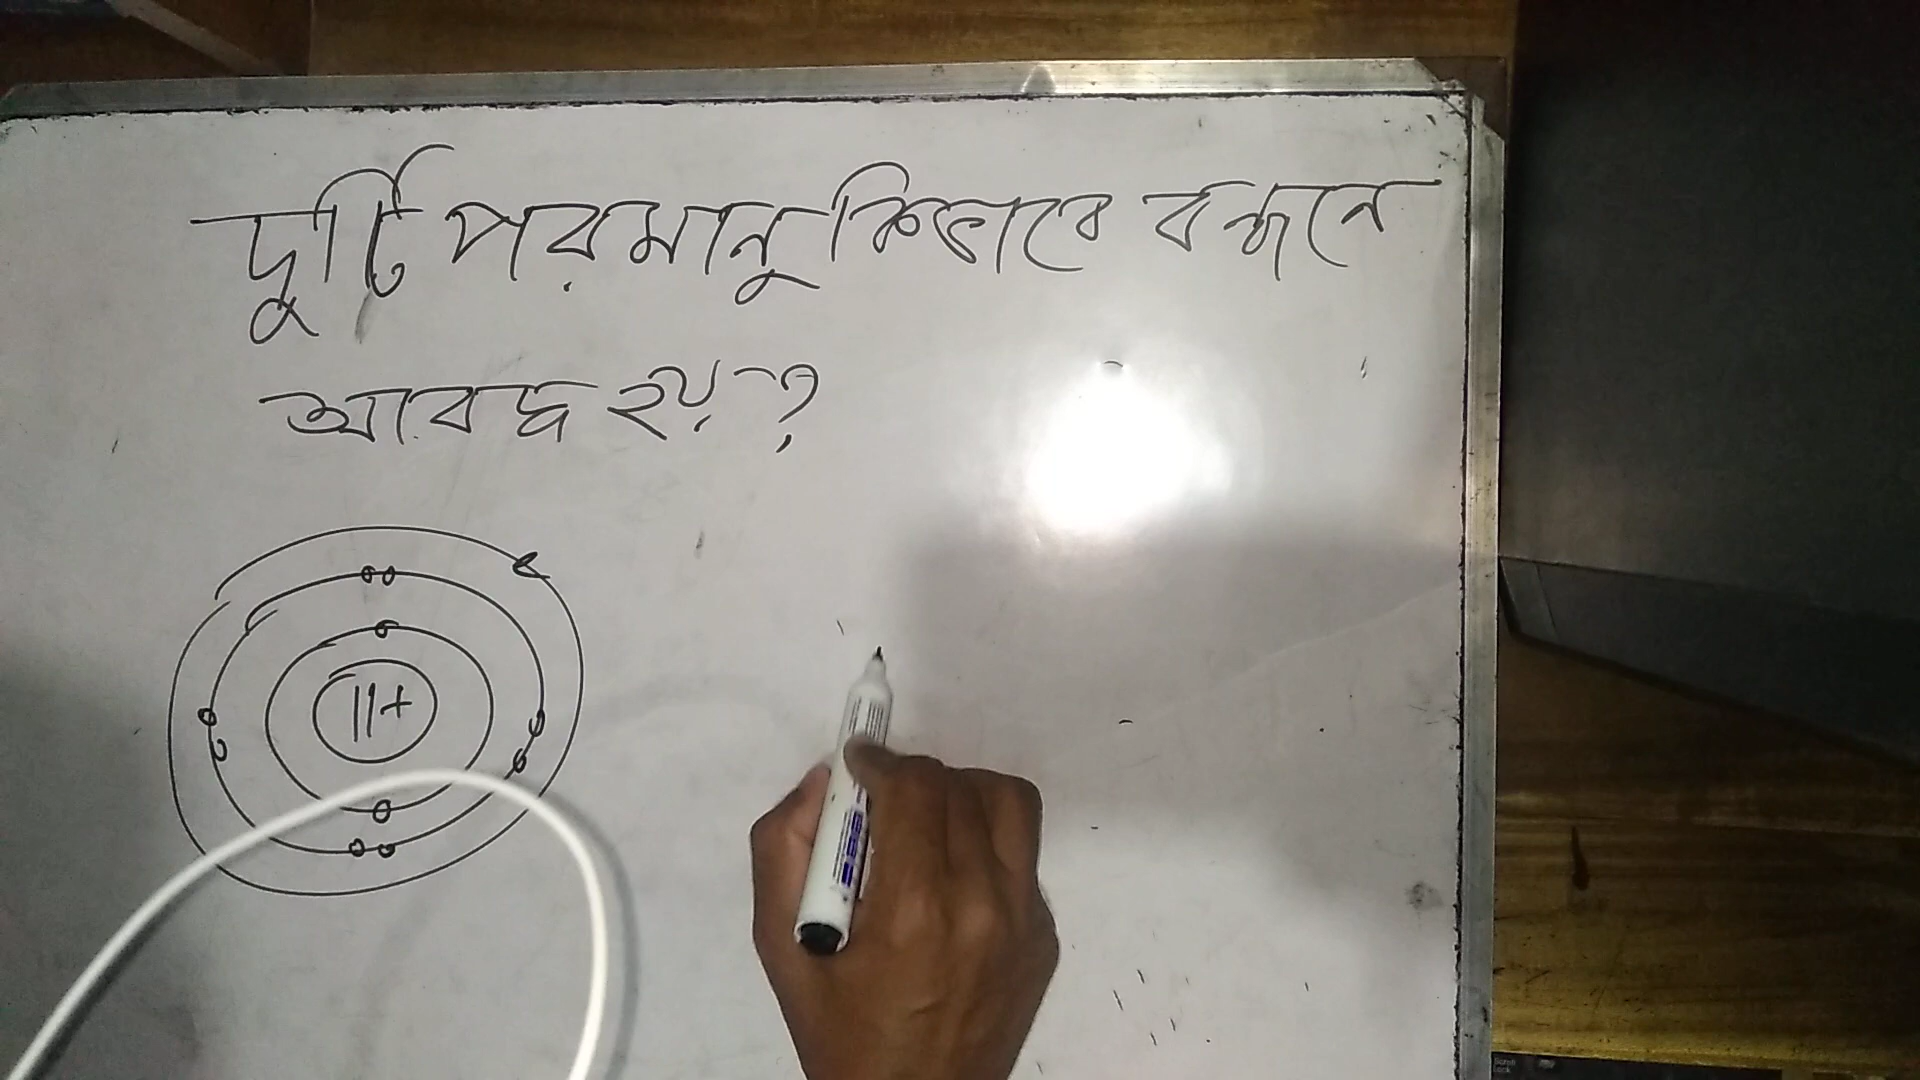 দুটি পরমানু কিভাবে বন্ধনে
আবদ্ধ হয় ?
11+